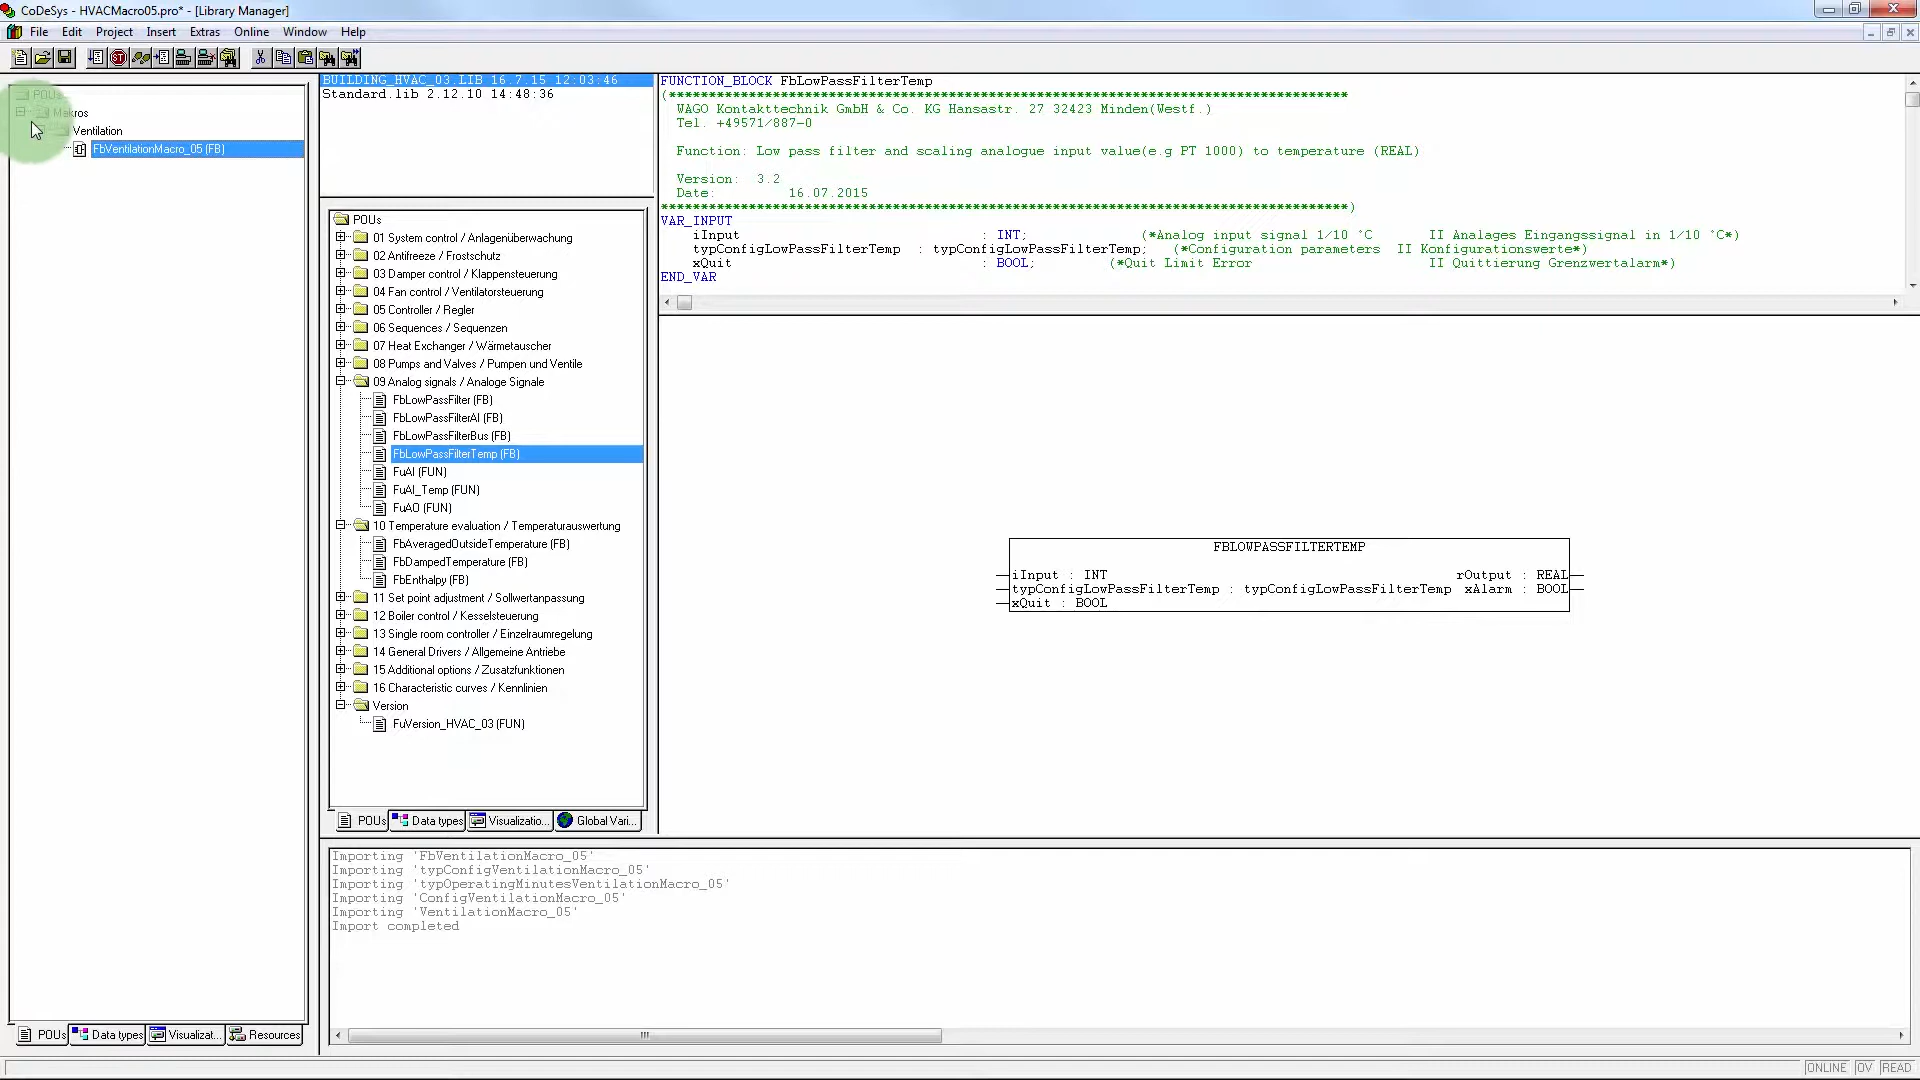 CoDeSys - HVACMacro05.pro* - [Library Manager]
File Edit Project Insert Extras Online Window Help
POUs
Makros
Ventilation
FbVentilationMacro_05 (FB)
POUs Data types Visualizat... Resources
BUILDING_HVAC_03.LIB 16.7.15 12:03:46
Standard.lib 2.12.10 14:48:36
POUs
01 System control / Anlagenüberwachung
02 Antifreeze / Frostschutz
03 Damper control / Klappensteuerung
04 Fan control / Ventilatorsteuerung
05 Controller / Regler
06 Sequences / Sequenzen
07 Heat Exchanger / Wärmetauscher
08 Pumps and Valves / Pumpen und Ventile
09 Analog signals / Analoge Signale
FbLowPassFilter (FB)
FbLowPassFilterAI (FB)
FbLowPassFilterBus (FB)
FbLowPassFilterTemp (FB)
FuAI (FUN)
FuAI_Temp (FUN)
FuAO (FUN)
10 Temperature evaluation / Temperaturauswertung
FbAveragedOutsideTemperature (FB)
FbDampedTemperature (FB)
FbEnthalpy (FB)
11 Set point adjustment / Sollwertanpassung
12 Boiler control / Kesselsteuerung
13 Single room controller / Einzelraumregelung
14 General Drivers / Allgemeine Antriebe
15 Additional options / Zusatzfunktionen
16 Characteristic curves / Kennlinien
Version
FuVersion_HVAC_03 (FUN)
POUs Data types Visualizatio... Global Vari...
FUNCTION_BLOCK FbLowPassFilterTemp
(*************************************************************************************
WAGO Kontakttechnik GmbH & Co. KG Hansastr. 27 32423 Minden(Westf.)
Tel. +49571/887-0
Function: Low pass filter and scaling analogue input value(e.g PT 1000) to temperature (REAL)
Version: 3.2
Date: 16.07.2015
*************************************************************************************)
VAR_INPUT
iInput : INT; (*Analog input signal 1/10 °C II Analages Eingangssignal in 1/10 °C*)
typConfigLowPassFilterTemp : typConfigLowPassFilterTemp; (*Configuration parameters II Konfigurationswerte*)
xQuit : BOOL; (*Quit Limit Error II Quittierung Grenzwertalarm*)
END_VAR
FBLOWPASSFILTERTEMP
iInput : INT rOutput : REAL
typConfigLowPassFilterTemp : typConfigLowPassFilterTemp xAlarm : BOOL
xQuit : BOOL
Importing 'FbVentilationMacro_05'
Importing 'typConfigVentilationMacro_05'
Importing 'typOperatingMinutesVentilationMacro_05'
Importing 'ConfigVentilationMacro_05'
Importing 'VentilationMacro_05'
Import completed
ONLINE OV READ